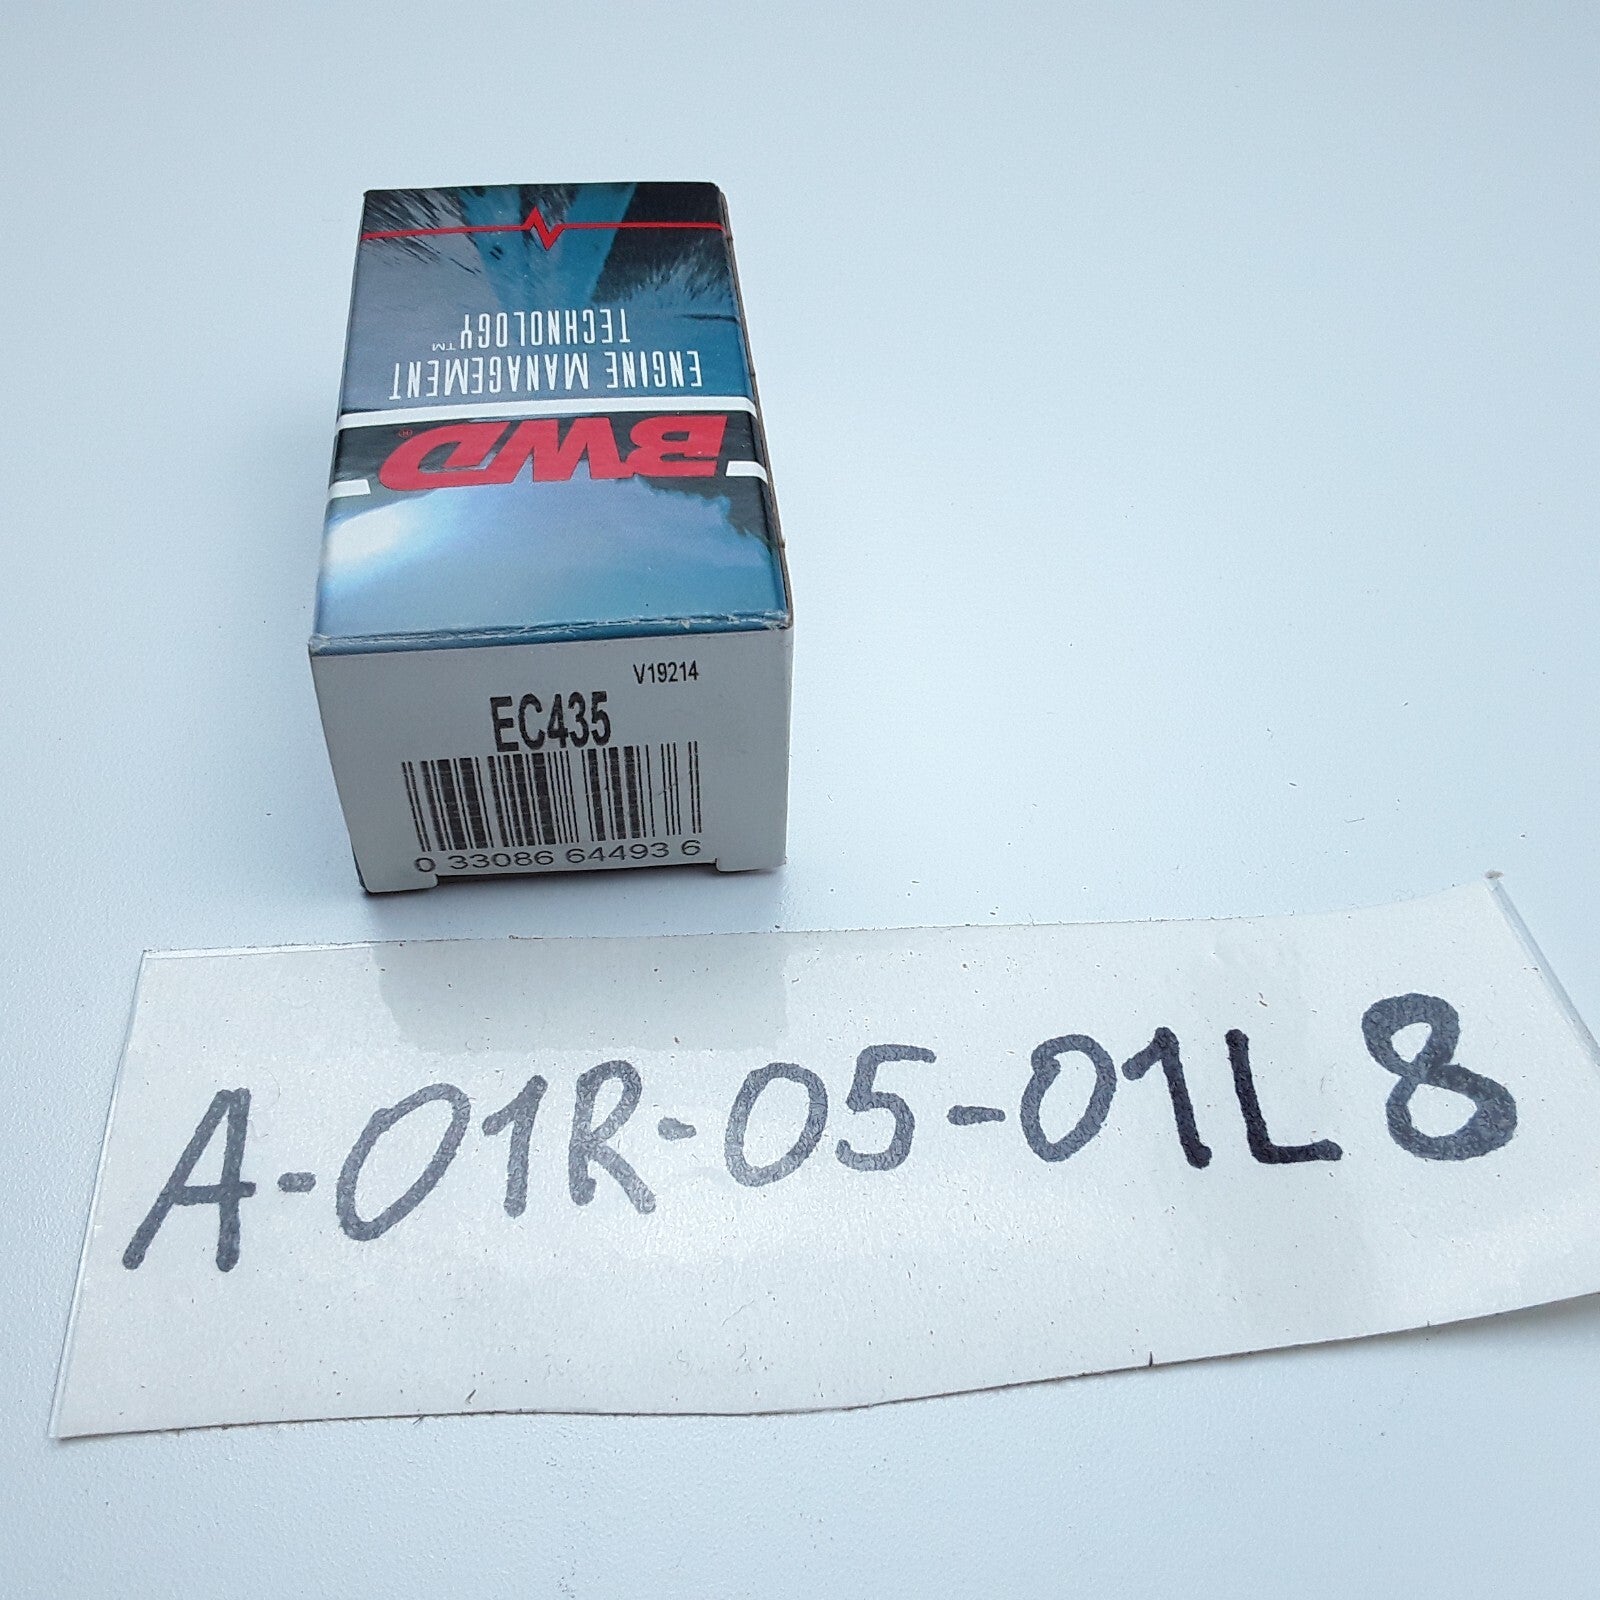 BWD®
ENGINE MANAGEMENT
TECHNOLOGY™
V19214
EC435
0 33086 64493 6
A-01R-05-01L8